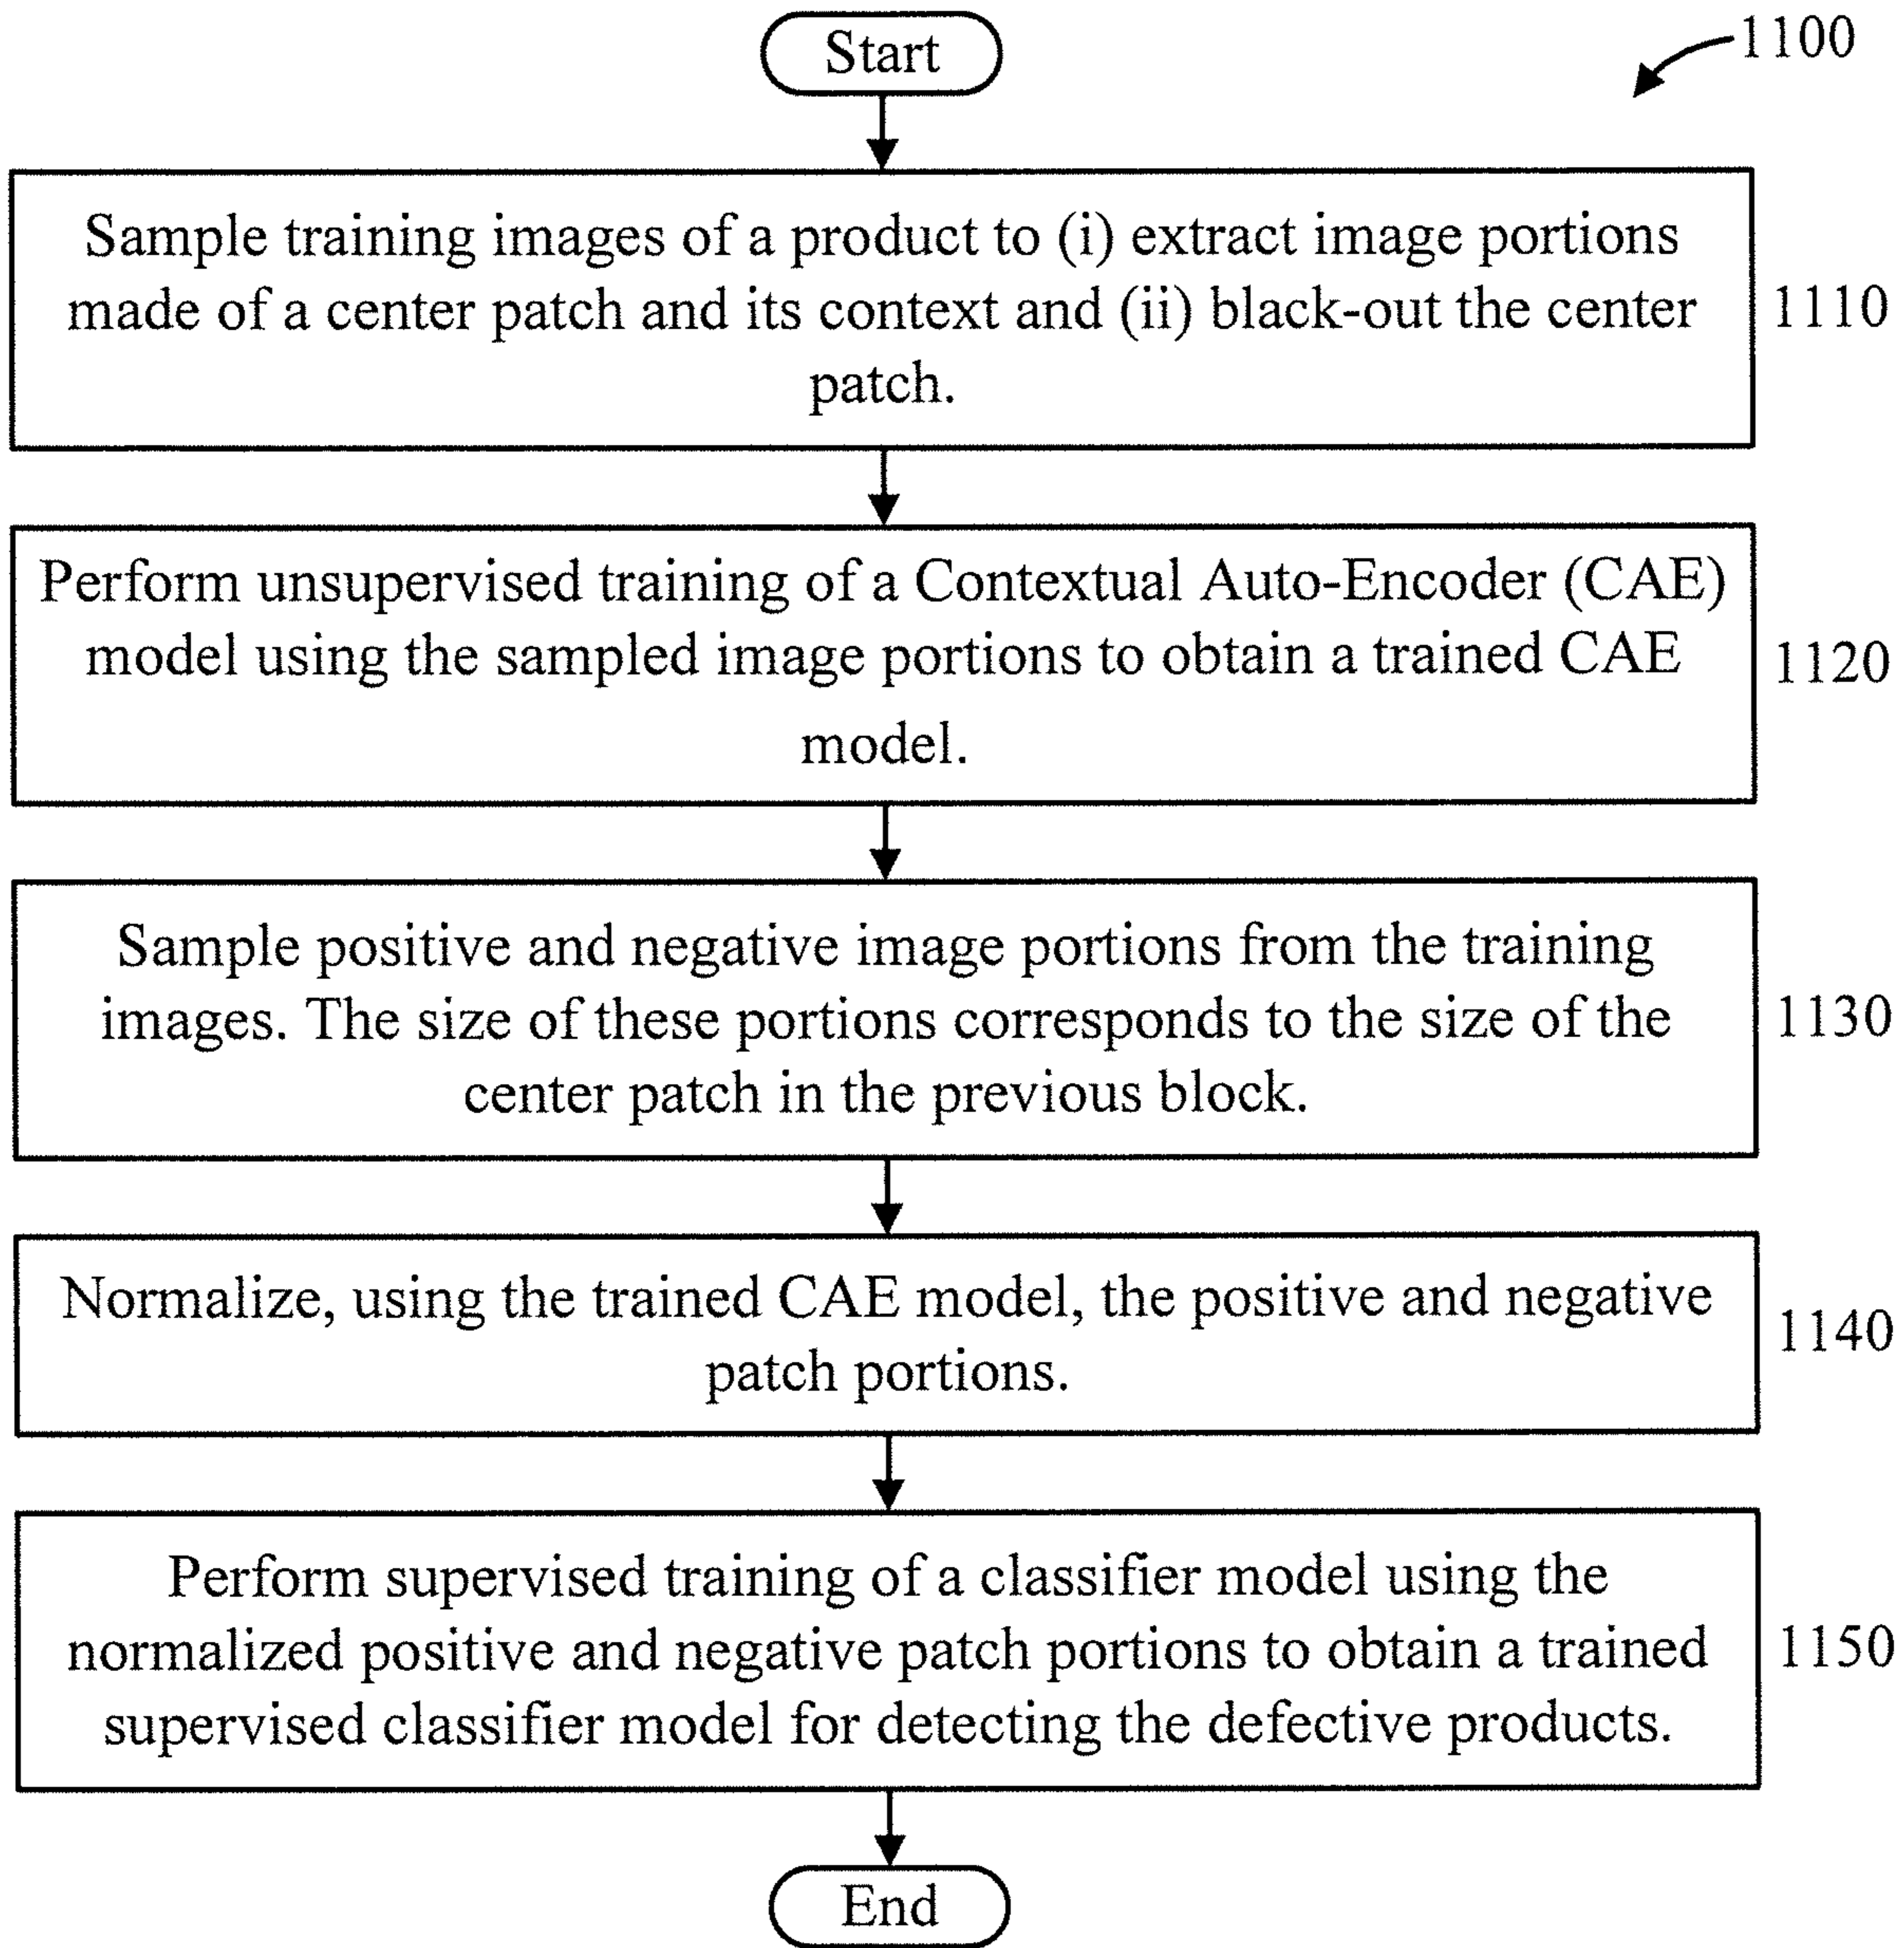 Start
1100
Sample training images of a product to (i) extract image portions
made of a center patch and its context and (ii) black-out the center
patch.
1110
Perform unsupervised training of a Contextual Auto-Encoder (CAE)
model using the sampled image portions to obtain a trained CAE
model.
1120
Sample positive and negative image portions from the training
images. The size of these portions corresponds to the size of the
center patch in the previous block.
1130
Normalize, using the trained CAE model, the positive and negative
patch portions.
1140
Perform supervised training of a classifier model using the
normalized positive and negative patch portions to obtain a trained
supervised classifier model for detecting the defective products.
1150
End